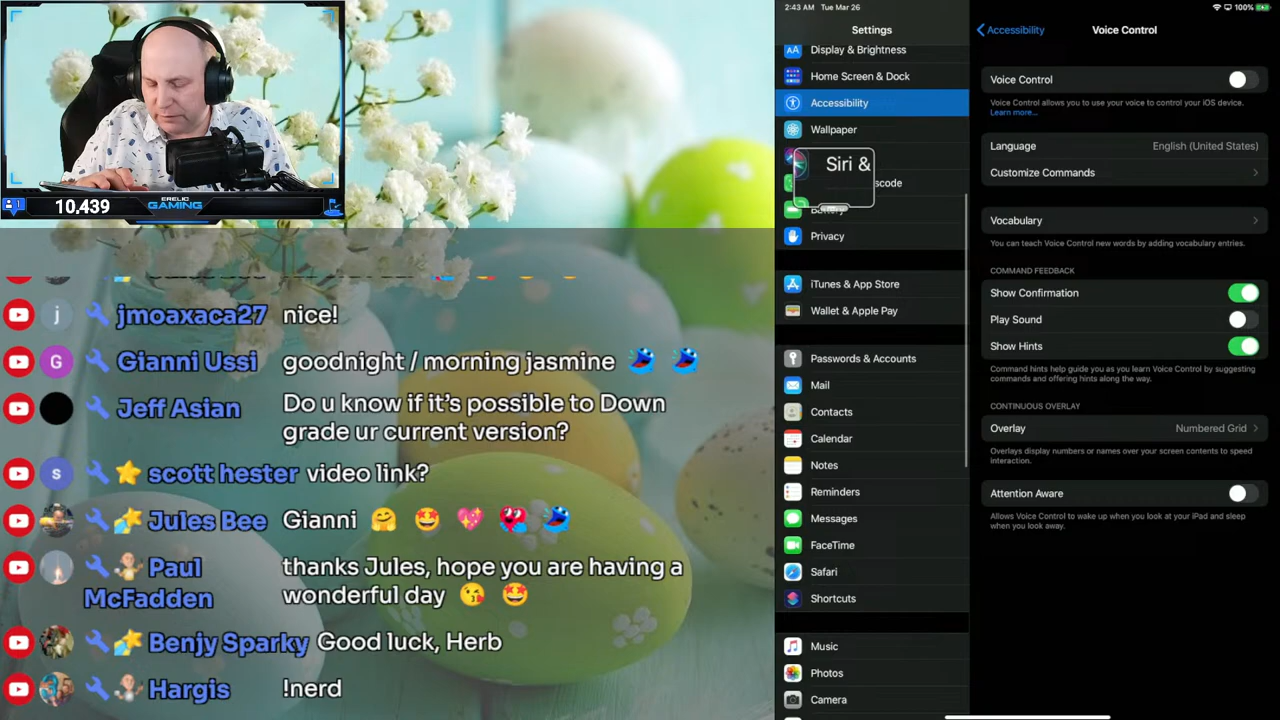 10,439
ERELIC
GAMING
jmoaxaca27 nice!
Gianni Ussi goodnight / morning jasmine
Jeff Asian Do u know if it's possible to Down
grade ur current version?
scott hester video link?
Jules Bee Gianni
Paul McFadden thanks Jules, hope you are having a
wonderful day
Benjy Sparky Good luck, Herb
Hargis !nerd
2:43 AM Tue Mar 26
100%
Settings
Display & Brightness
Home Screen & Dock
Accessibility
Wallpaper
Siri &
scode
Battery
Privacy
iTunes & App Store
Wallet & Apple Pay
Passwords & Accounts
Mail
Contacts
Calendar
Notes
Reminders
Messages
FaceTime
Safari
Shortcuts
Music
Photos
Camera
Accessibility
Voice Control
Voice Control
Voice Control allows you to use your voice to control your iOS device.
Learn more...
Language English (United States)
Customize Commands
Vocabulary
You can teach Voice Control new words by adding vocabulary entries.
COMMAND FEEDBACK
Show Confirmation
Play Sound
Show Hints
Command hints help guide you as you learn Voice Control by suggesting
commands and offering hints along the way.
CONTINUOUS OVERLAY
Overlay Numbered Grid
Overlays display numbers or names over your screen contents to speed
interaction.
Attention Aware
Allows Voice Control to wake up when you look at your iPad and sleep
when you look away.